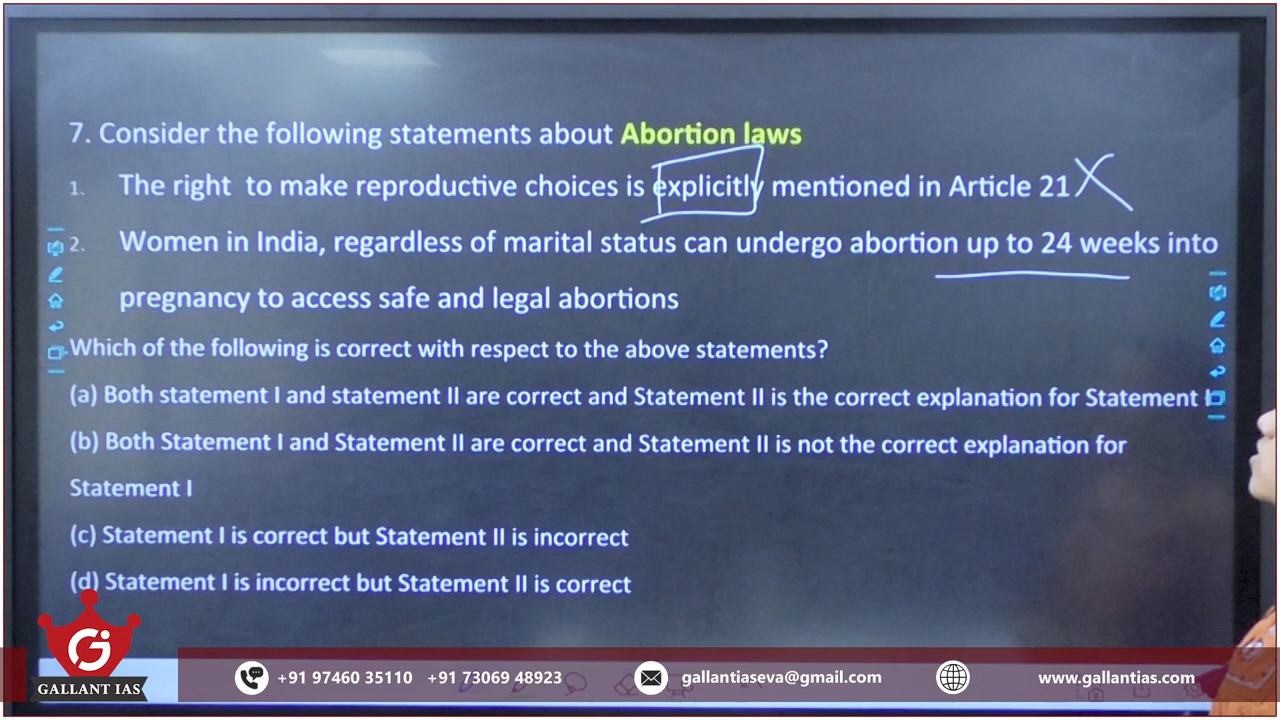 7. Consider the following statements about Abortion laws
1. The right to make reproductive choices is explicitly mentioned in Article 21
2. Women in India, regardless of marital status can undergo abortion up to 24 weeks into
pregnancy to access safe and legal abortions
Which of the following is correct with respect to the above statements?
(a) Both statement I and statement II are correct and Statement II is the correct explanation for Statement I
(b) Both Statement I and Statement II are correct and Statement II is not the correct explanation for
Statement I
(c) Statement I is correct but Statement II is incorrect
(d) Statement I is incorrect but Statement II is correct
Gi
GALLANT IAS
+91 97460 35110 +91 73069 48923
gallantiaseva@gmail.com
www.gallantias.com